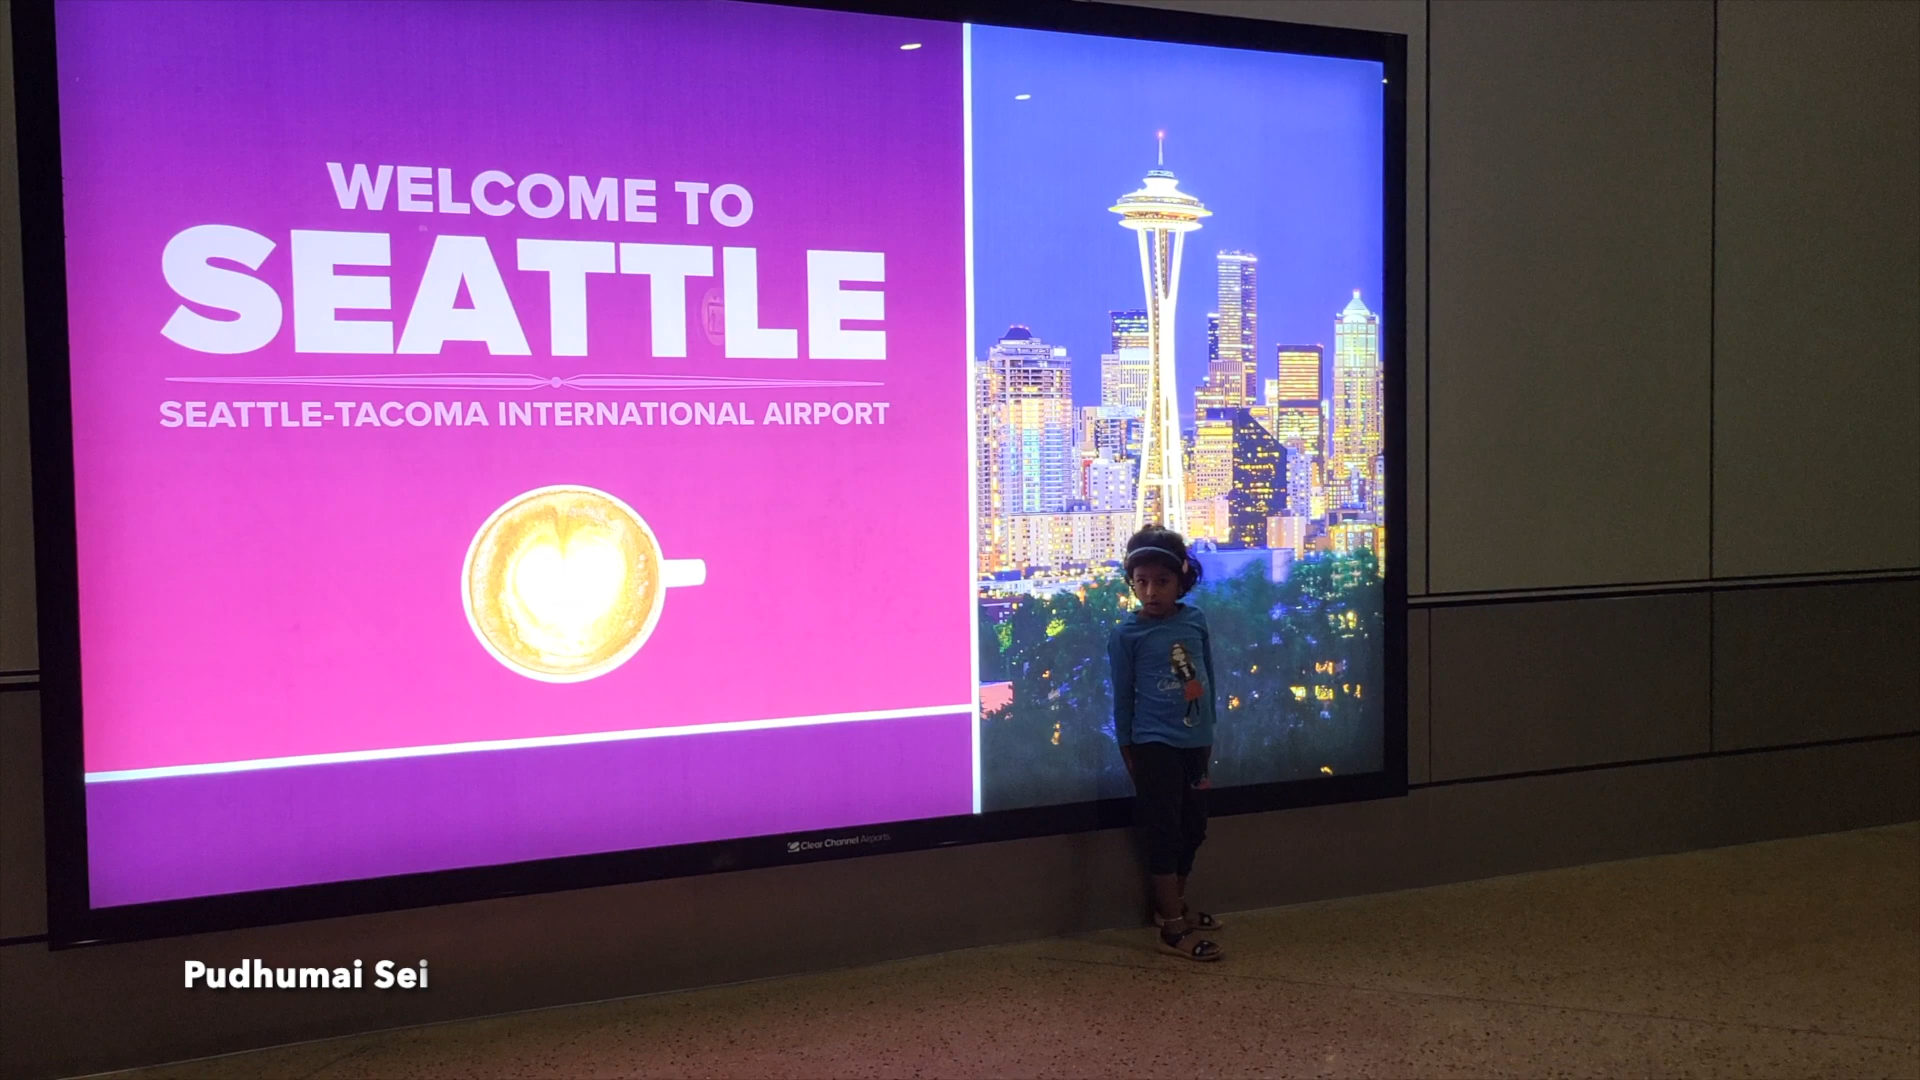 WELCOME TO
SEATTLE
SEATTLE-TACOMA INTERNATIONAL AIRPORT
Clear Channel Airports
Pudhumai Sei